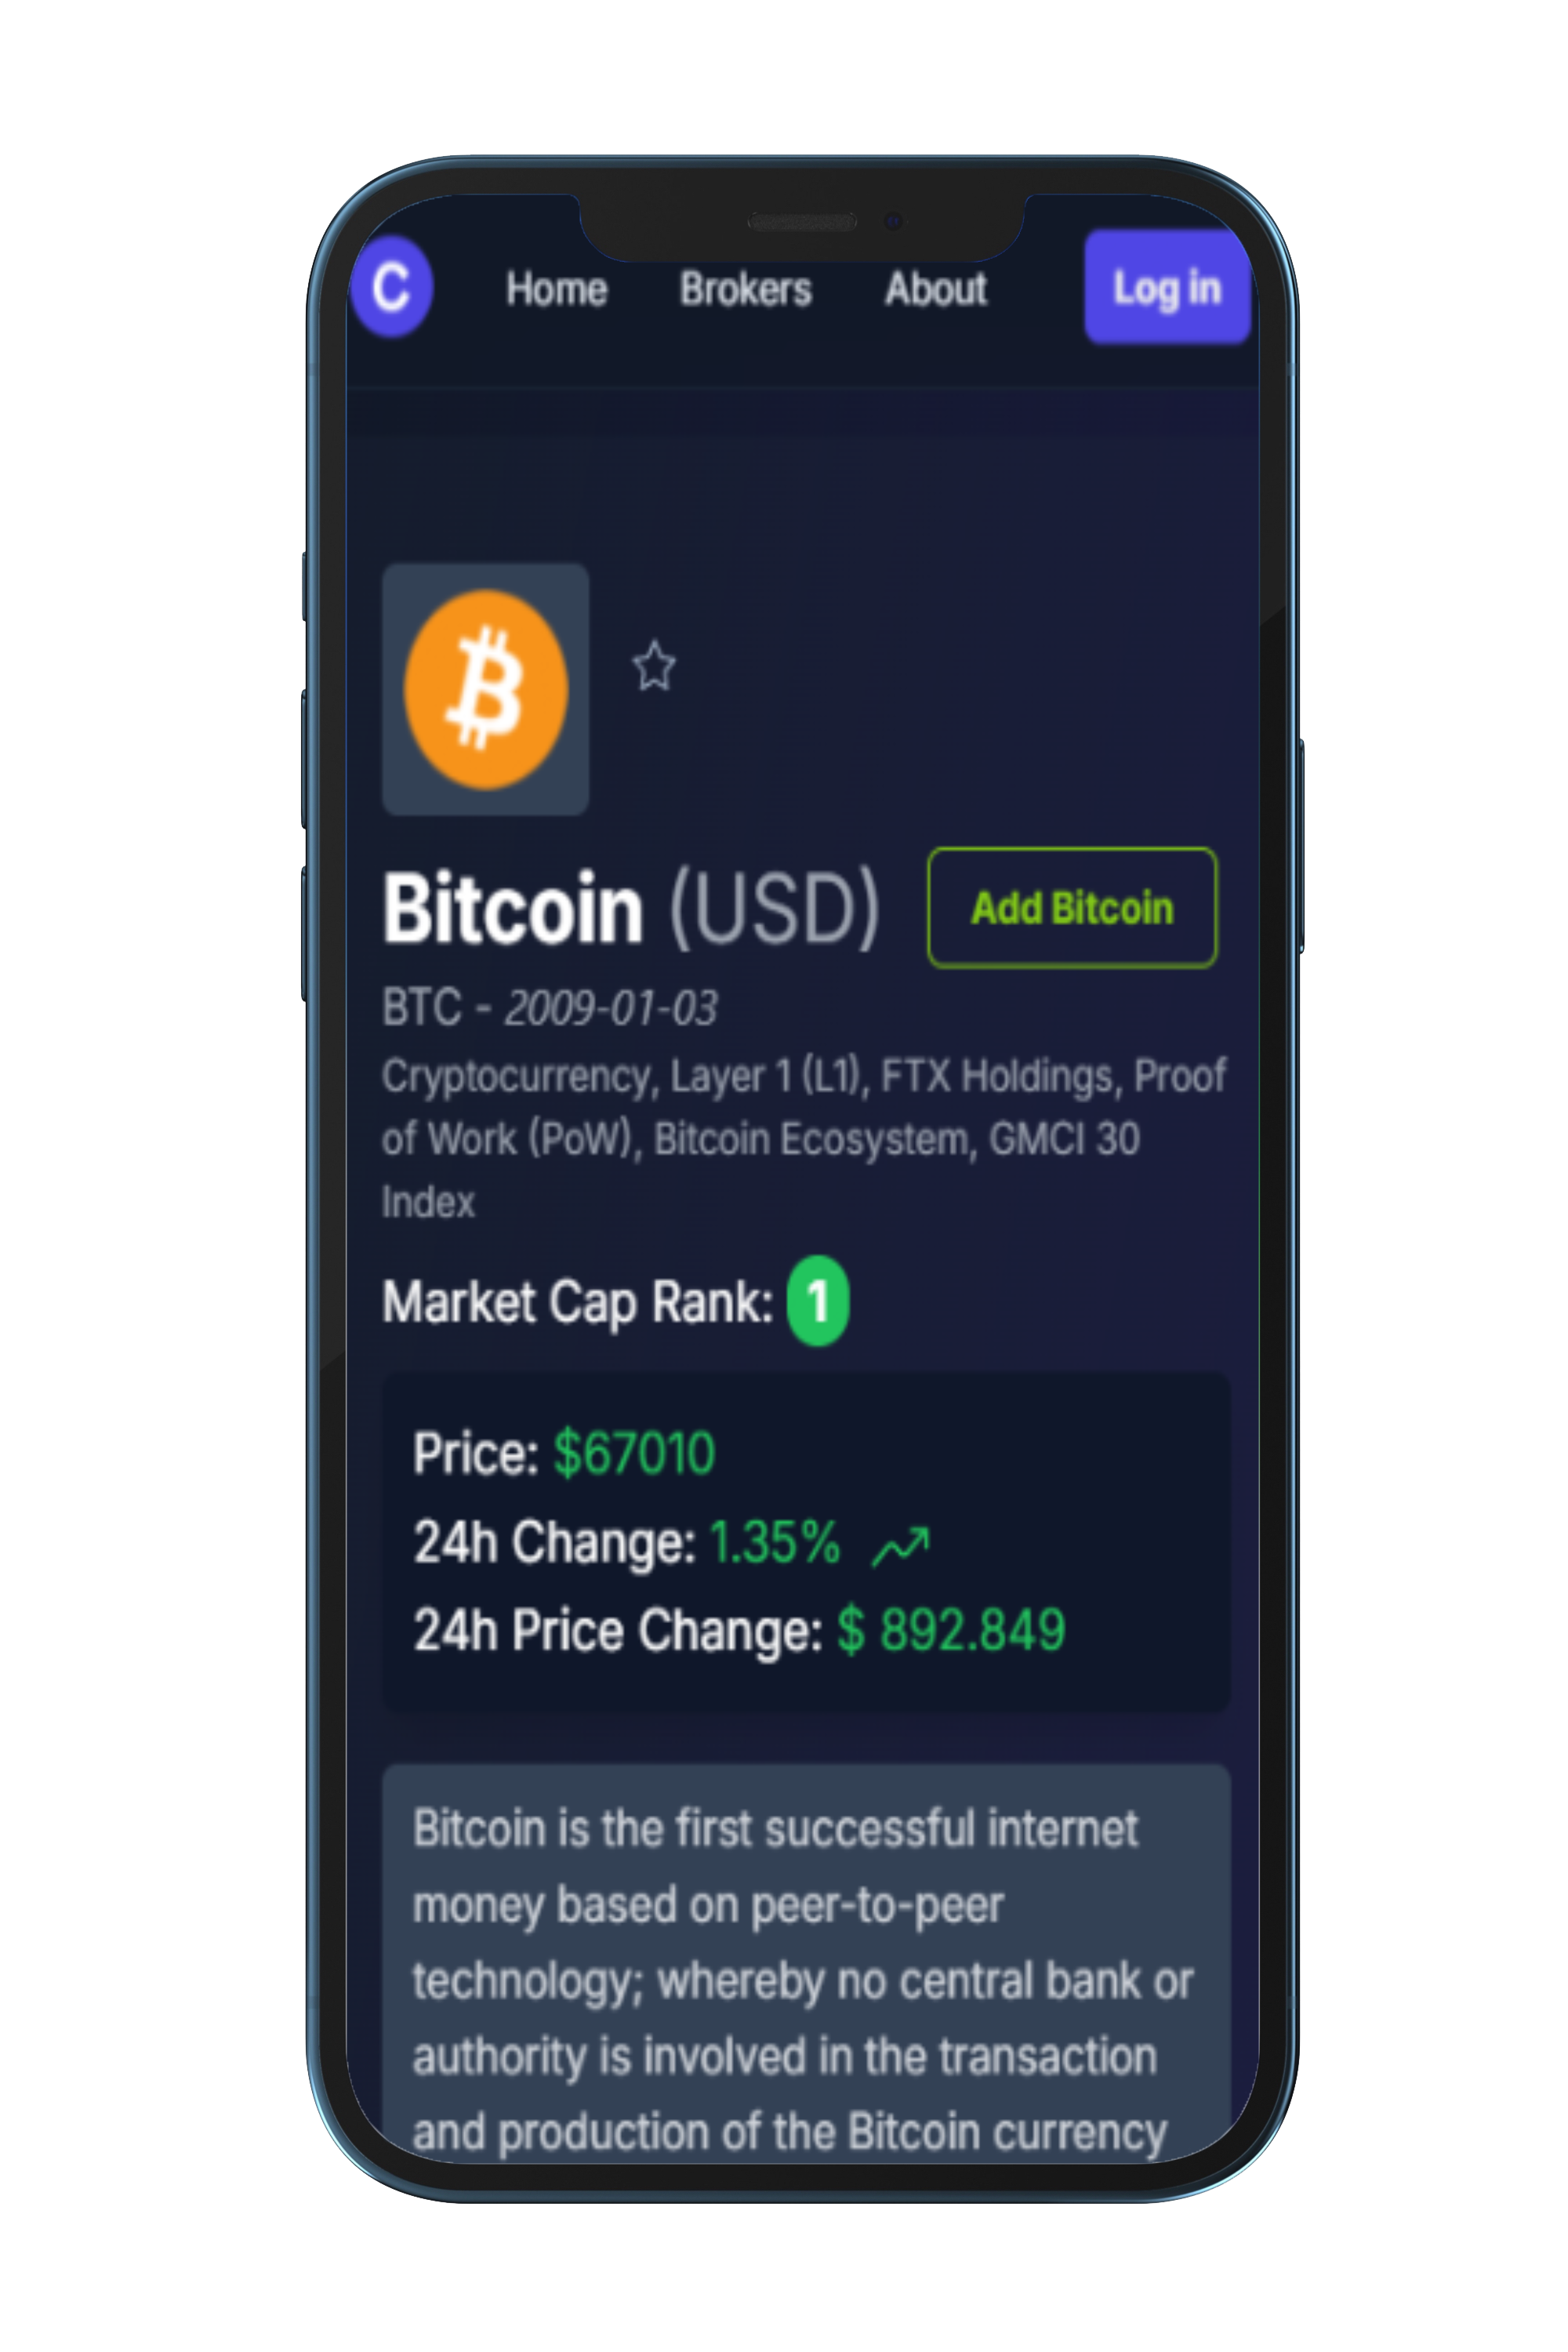 C Home Brokers About Log in
Bitcoin (USD) Add Bitcoin
BTC - 2009-01-03
Cryptocurrency, Layer 1 (L1), FTX Holdings, Proof
of Work (PoW), Bitcoin Ecosystem, GMCI 30
Index
Market Cap Rank: 1
Price: $67010
24h Change: 1.35%
24h Price Change: $ 892.849
Bitcoin is the first successful internet
money based on peer-to-peer
technology; whereby no central bank or
authority is involved in the transaction
and production of the Bitcoin currency